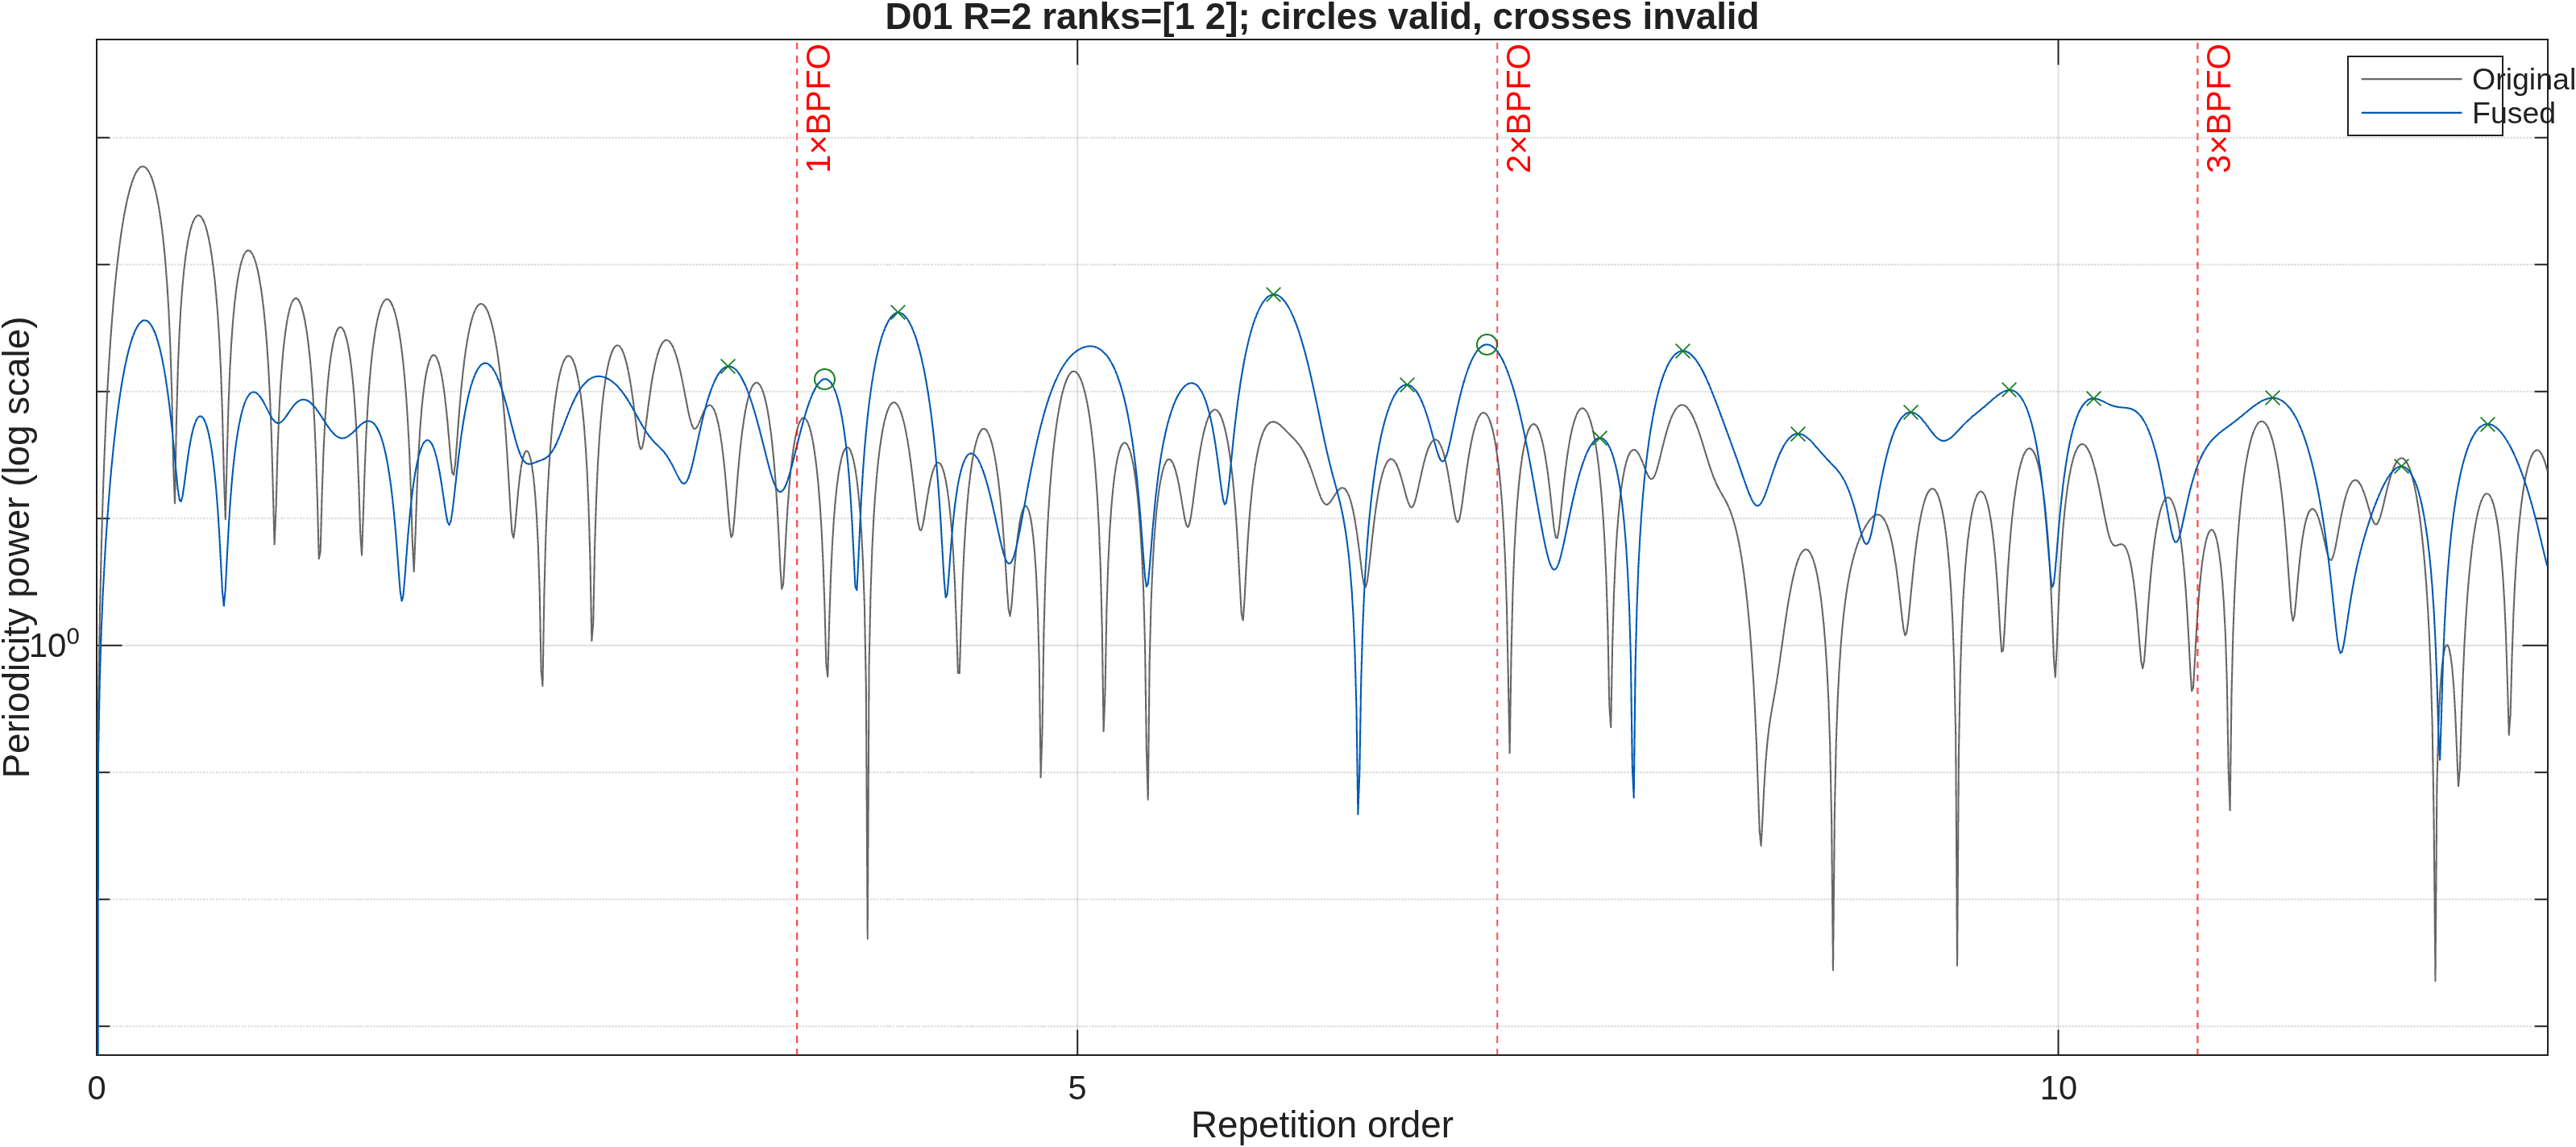 D01 R=2 ranks=[1 2]; circles valid, crosses invalid
1×BPFO
2×BPFO
3×BPFO
Original
Fused
Periodicity power (log scale)
10⁰
0
5
10
Repetition order